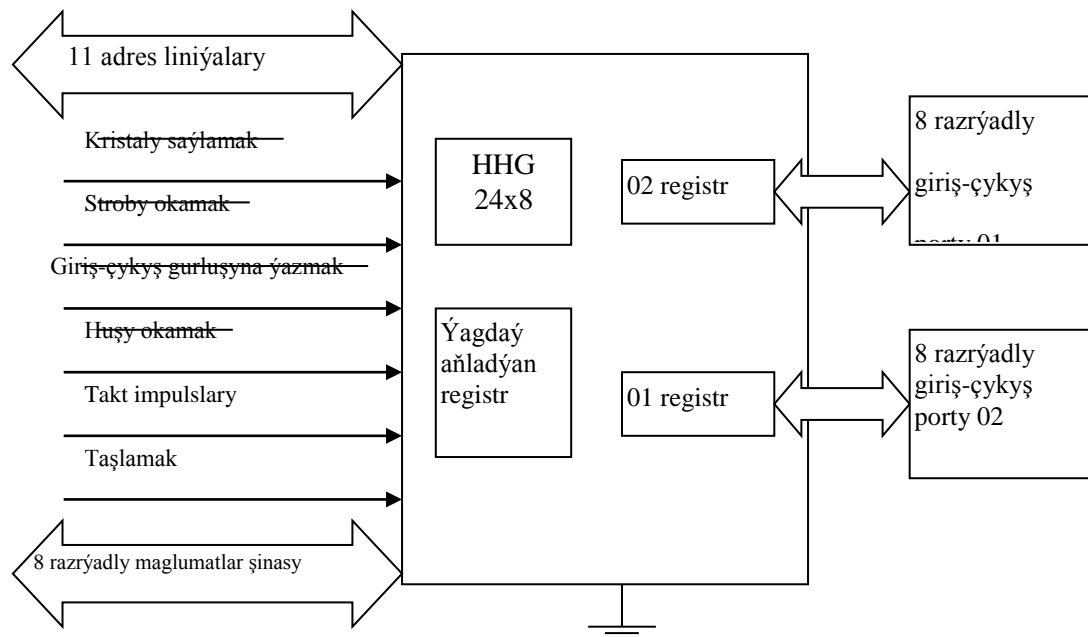 11 adres liniýalary
Kristaly saýlamak
Stroby okamak
Giriş-çykyş gurluşyna ýazmak
Huşy okamak
Takt impulslary
Taşlamak
8 razrýadly maglumatlar şinasy
HHG
24x8
Ýagdaý
aňladýan
registr
02 registr
01 registr
8 razrýadly
giriş-çykyş
porty 01
8 razrýadly
giriş-çykyş
porty 02